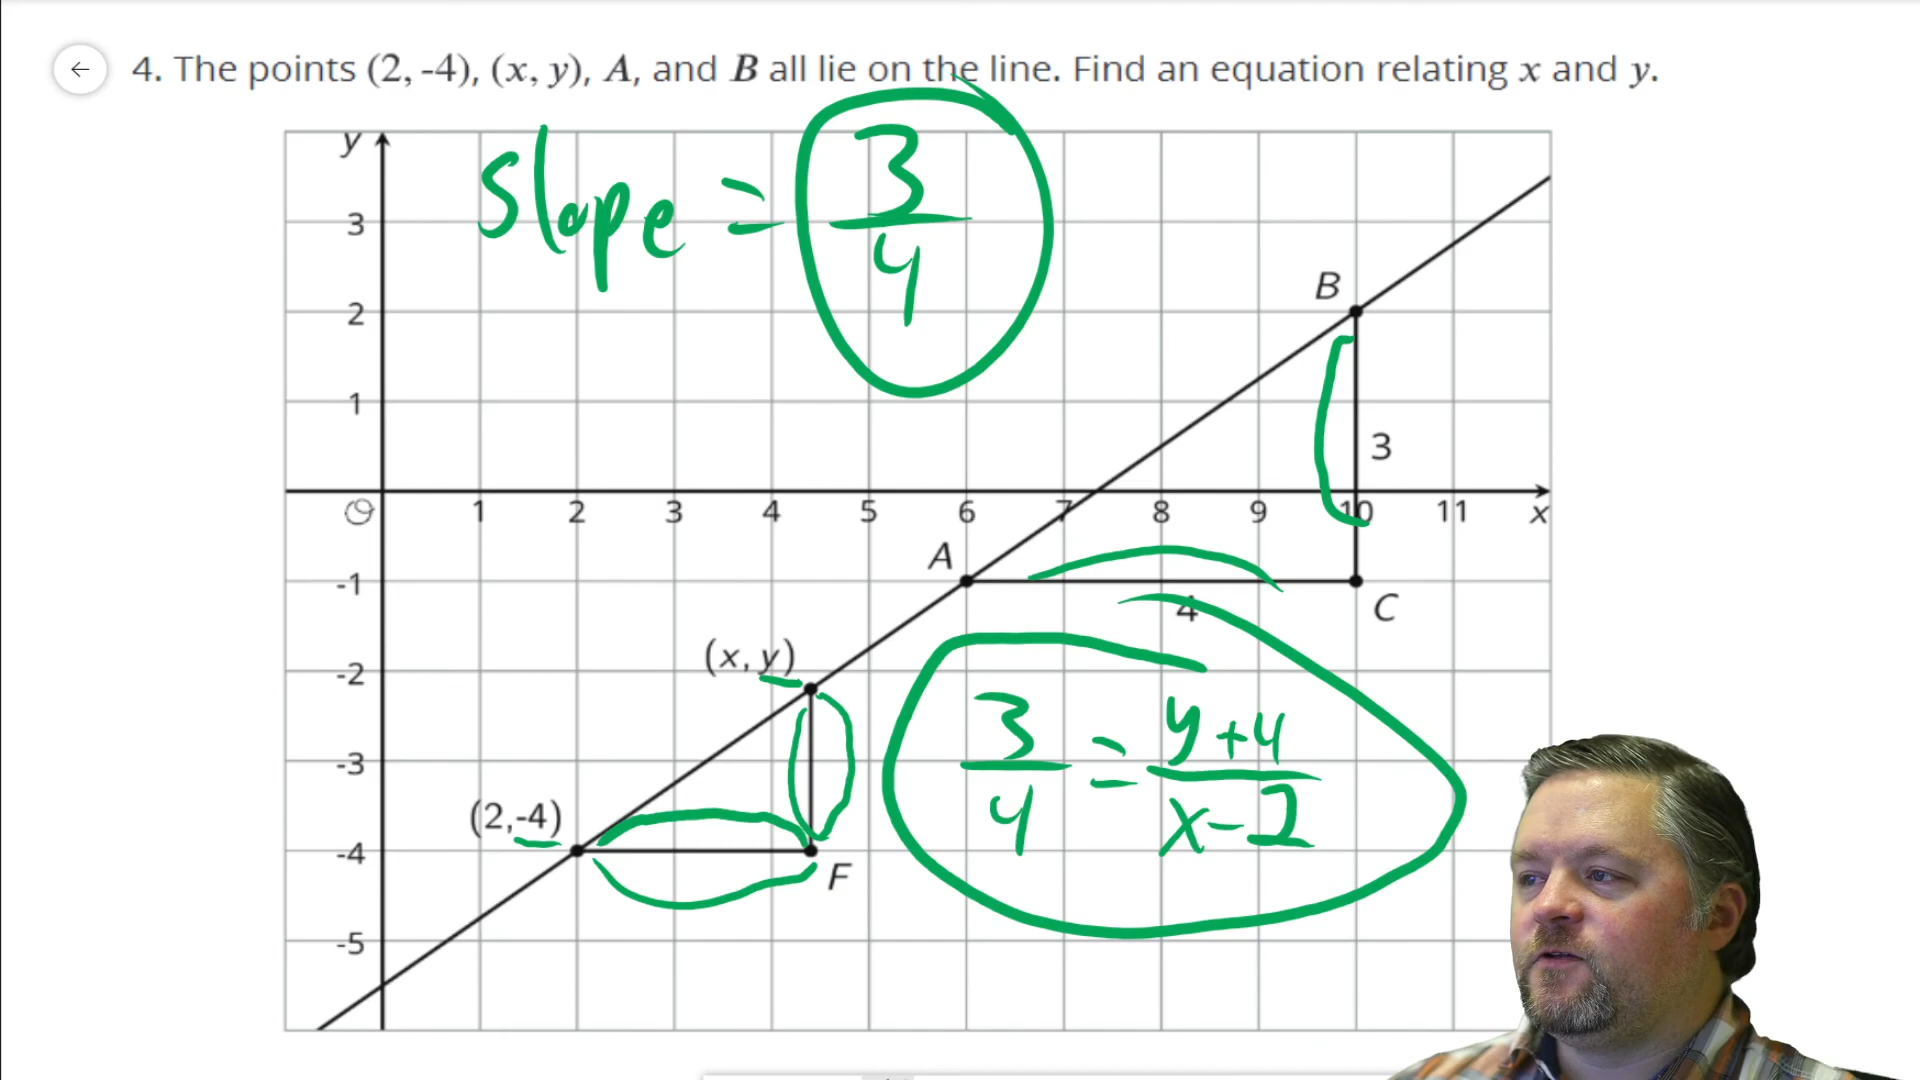 4. The points (2, -4), (x, y), A, and B all lie on the line. Find an equation relating x and y.
y
slope = 3/4
3
2
1
B
3
O
1 2 3 4 5 6 7 8 9 10 11 x
A
-1
4
C
(x, y)
-2
3/4 = y+4/x-2
-3
(2,-4)
-4
F
-5